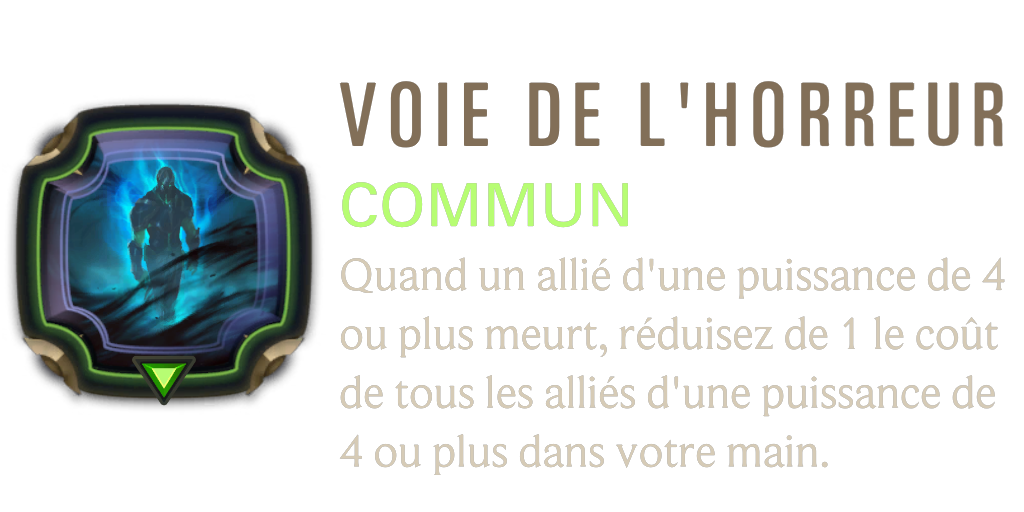 VOIE DE L'HORREUR
COMMUN
Quand un allié d'une puissance de 4
ou plus meurt, réduisez de 1 le coût
de tous les alliés d'une puissance de
4 ou plus dans votre main.